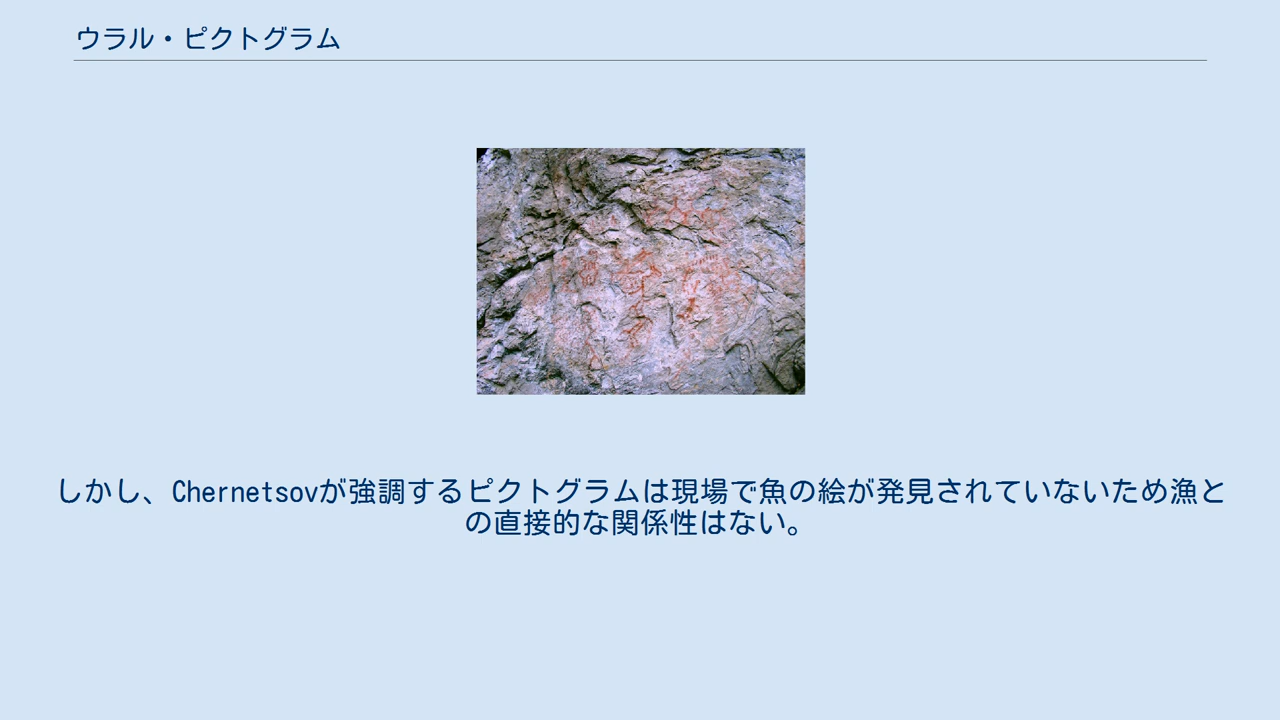 ウラル・ピクトグラム
しかし、Chernetsovが強調するピクトグラムは現場で魚の絵が発見されていないため漁と
の直接的な関係性はない。